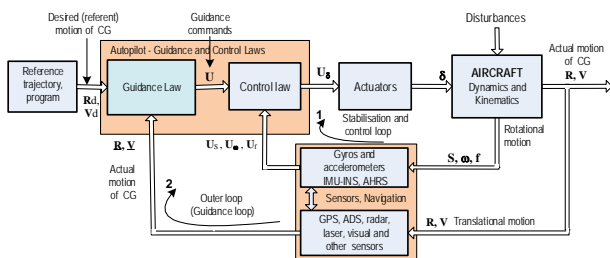 Desired (referent)
motion of CG
Guidance
commands
Disturbances
Autopilot - Guidance and Control Laws
Actual motion
of CG
R, V
Reference
trajectory,
program
Rd,
Vd
Guidance Law
U
Control law
Uδ
Actuators
δ
AIRCRAFT
Dynamics and
Kinematics
1
Stabilisation and
control loop
Rotational
motion
R, V
Actual
motion
of CG
Us , Uω , Uf
Gyros and
accelerometers
IMU-INS, AHRS
S, ω, f
2
Outer loop
(Guidance loop)
Sensors, Navigation
GPS, ADS, radar,
laser, visual and
other sensors
R, V Translational motion